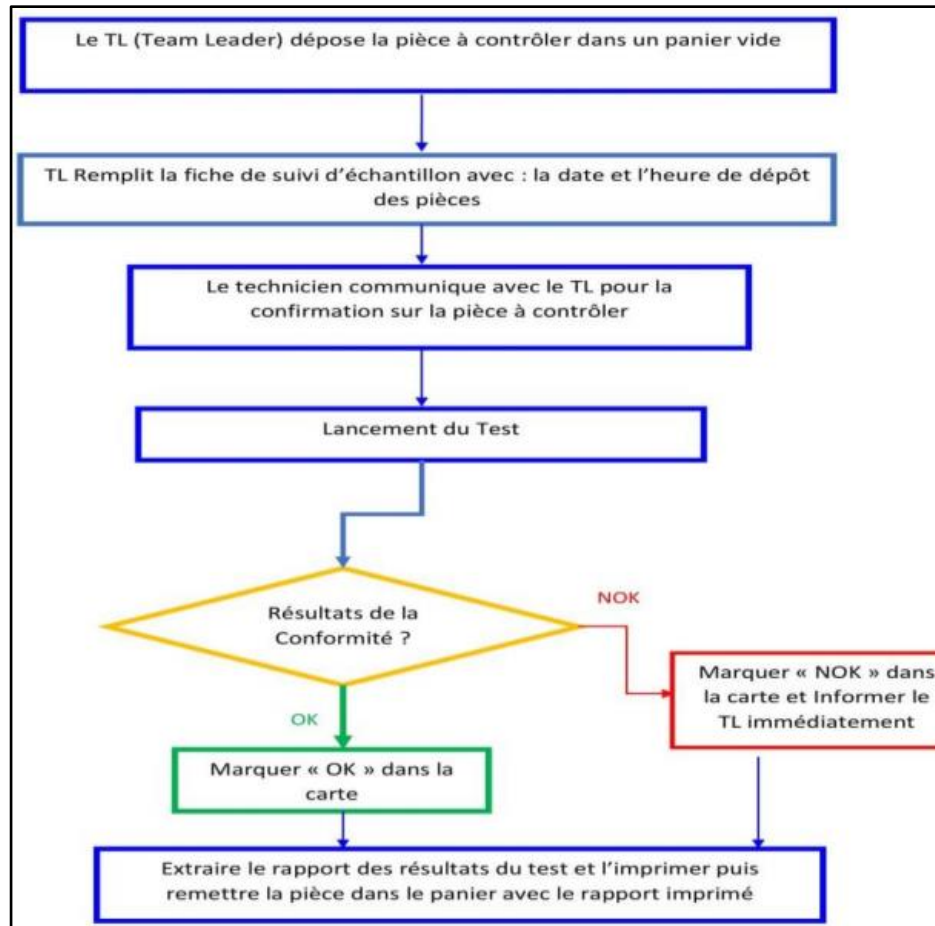 Le TL (Team Leader) dépose la pièce à contrôler dans un panier vide
TL Remplit la fiche de suivi d’échantillon avec : la date et l’heure de dépôt
des pièces
Le technicien communique avec le TL pour la
confirmation sur la pièce à contrôler
Lancement du Test
Résultats de la
Conformité ?
NOK
Marquer « NOK » dans
la carte et Informer le
TL immédiatement
OK
Marquer « OK » dans la
carte
Extraire le rapport des résultats du test et l’imprimer puis
remettre la pièce dans le panier avec le rapport imprimé